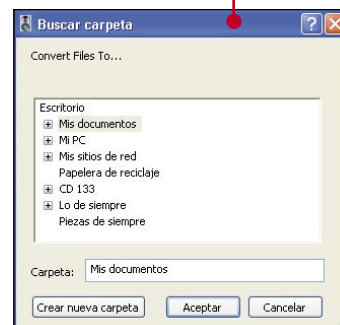 Buscar carpeta
Convert Files To...
Escritorio
Mis documentos
Mi PC
Mis sitios de red
Papelera de reciclaje
CD 133
Lo de siempre
Piezas de siempre
Carpeta: Mis documentos
Crear nueva carpeta Aceptar Cancelar